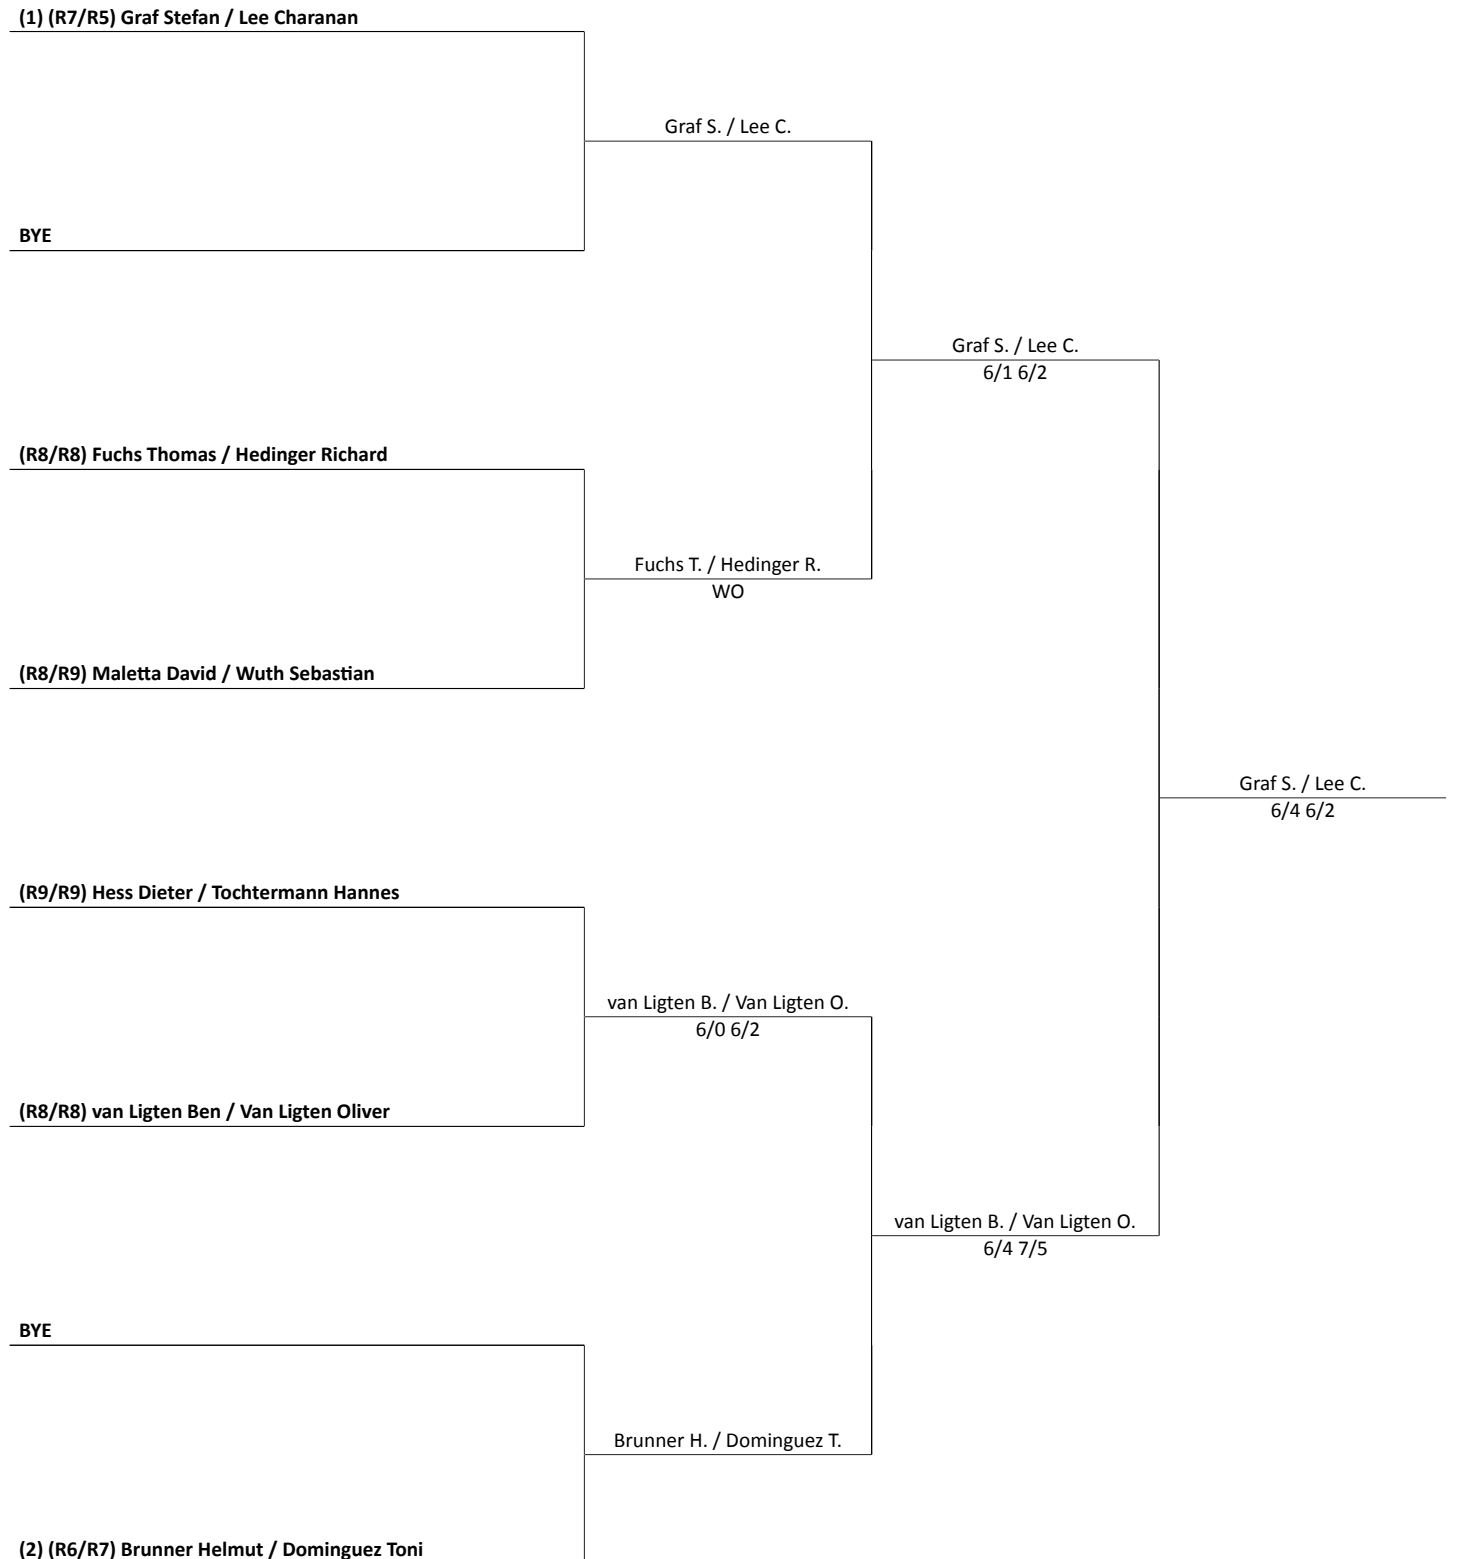 (1) (R7/R5) Graf Stefan / Lee Charanan
Graf S. / Lee C.
BYE
Graf S. / Lee C.
6/1 6/2
(R8/R8) Fuchs Thomas / Hedinger Richard
Fuchs T. / Hedinger R.
WO
(R8/R9) Maletta David / Wuth Sebastian
Graf S. / Lee C.
6/4 6/2
(R9/R9) Hess Dieter / Tochtermann Hannes
van Ligten B. / Van Ligten O.
6/0 6/2
(R8/R8) van Ligten Ben / Van Ligten Oliver
van Ligten B. / Van Ligten O.
6/4 7/5
BYE
Brunner H. / Dominguez T.
(2) (R6/R7) Brunner Helmut / Dominguez Toni